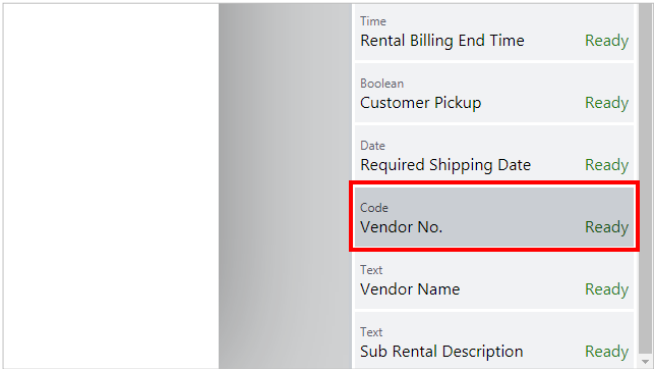 Time
Rental Billing End Time Ready
Boolean
Customer Pickup Ready
Date
Required Shipping Date Ready
Code
Vendor No. Ready
Text
Vendor Name Ready
Text
Sub Rental Description Ready